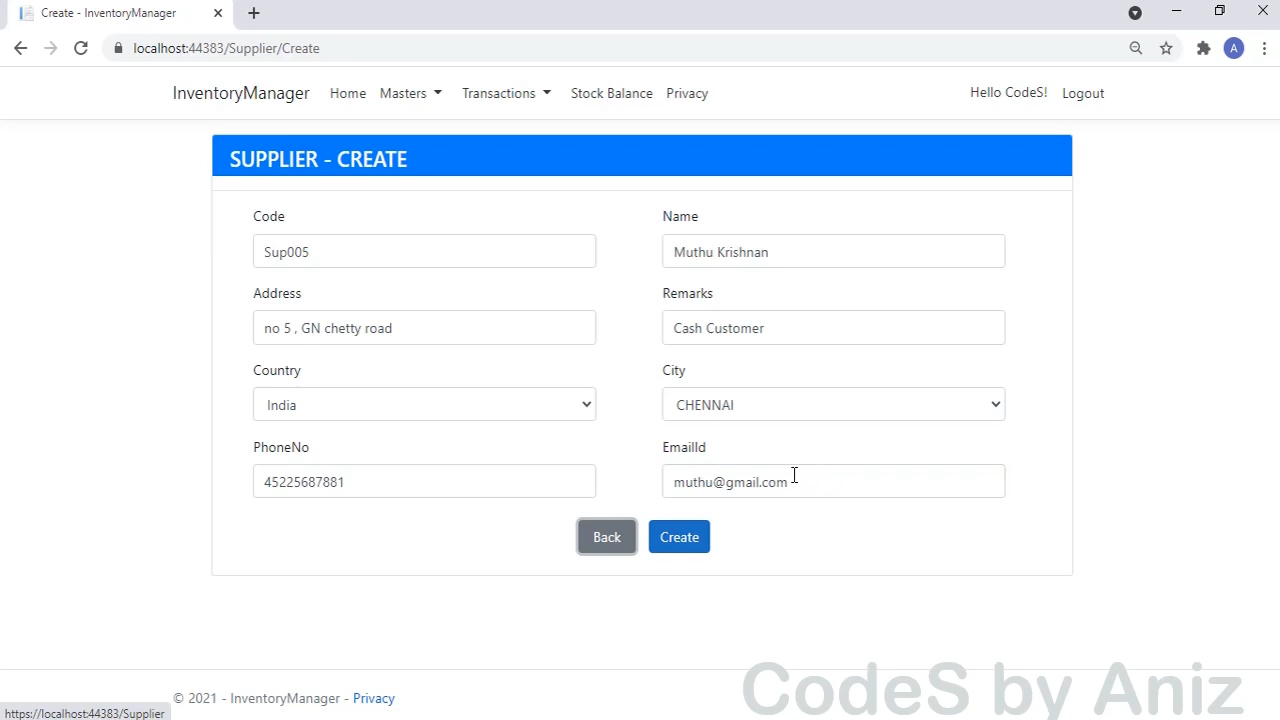 Create - InventoryManager
localhost:44383/Supplier/Create
A
InventoryManager Home Masters Transactions Stock Balance Privacy Hello CodeS! Logout
SUPPLIER - CREATE
Code Name
Sup005 Muthu Krishnan
Address Remarks
no 5 , GN chetty road Cash Customer
Country City
India CHENNAI
PhoneNo EmailId
45225687881 muthu@gmail.com
Back Create
© 2021 - InventoryManager - Privacy
CodeS by Aniz
https://localhost:44383/Supplier